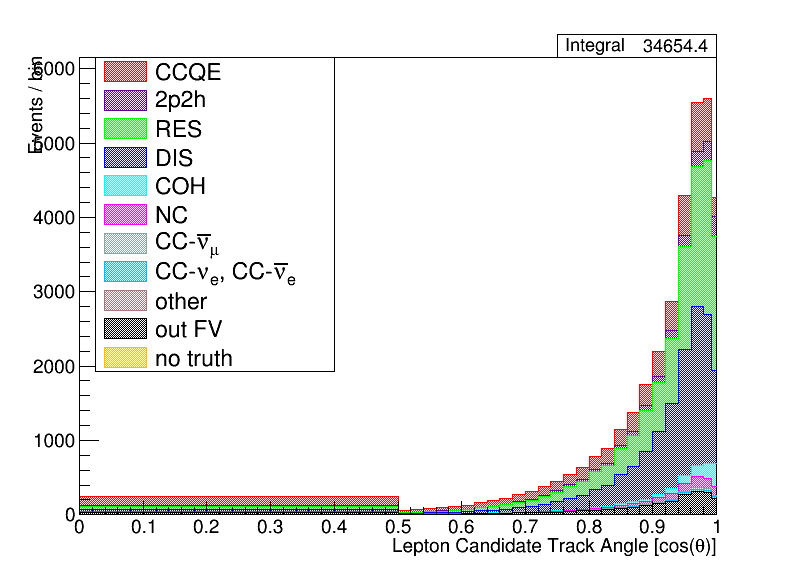 Integral 34654.4
Events / bin
6000
5000
4000
3000
2000
1000
0
CCQE
2p2h
RES
DIS
COH
NC
CC-ν̅μ
CC-νe, CC-ν̅e
other
out FV
no truth
0 0.1 0.2 0.3 0.4 0.5 0.6 0.7 0.8 0.9 1
Lepton Candidate Track Angle [cos(θ)]